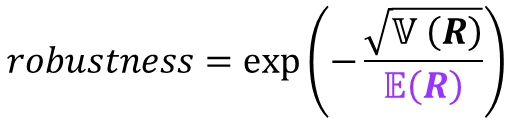 robustness = exp(−√𝕍(R)/𝔼(R))